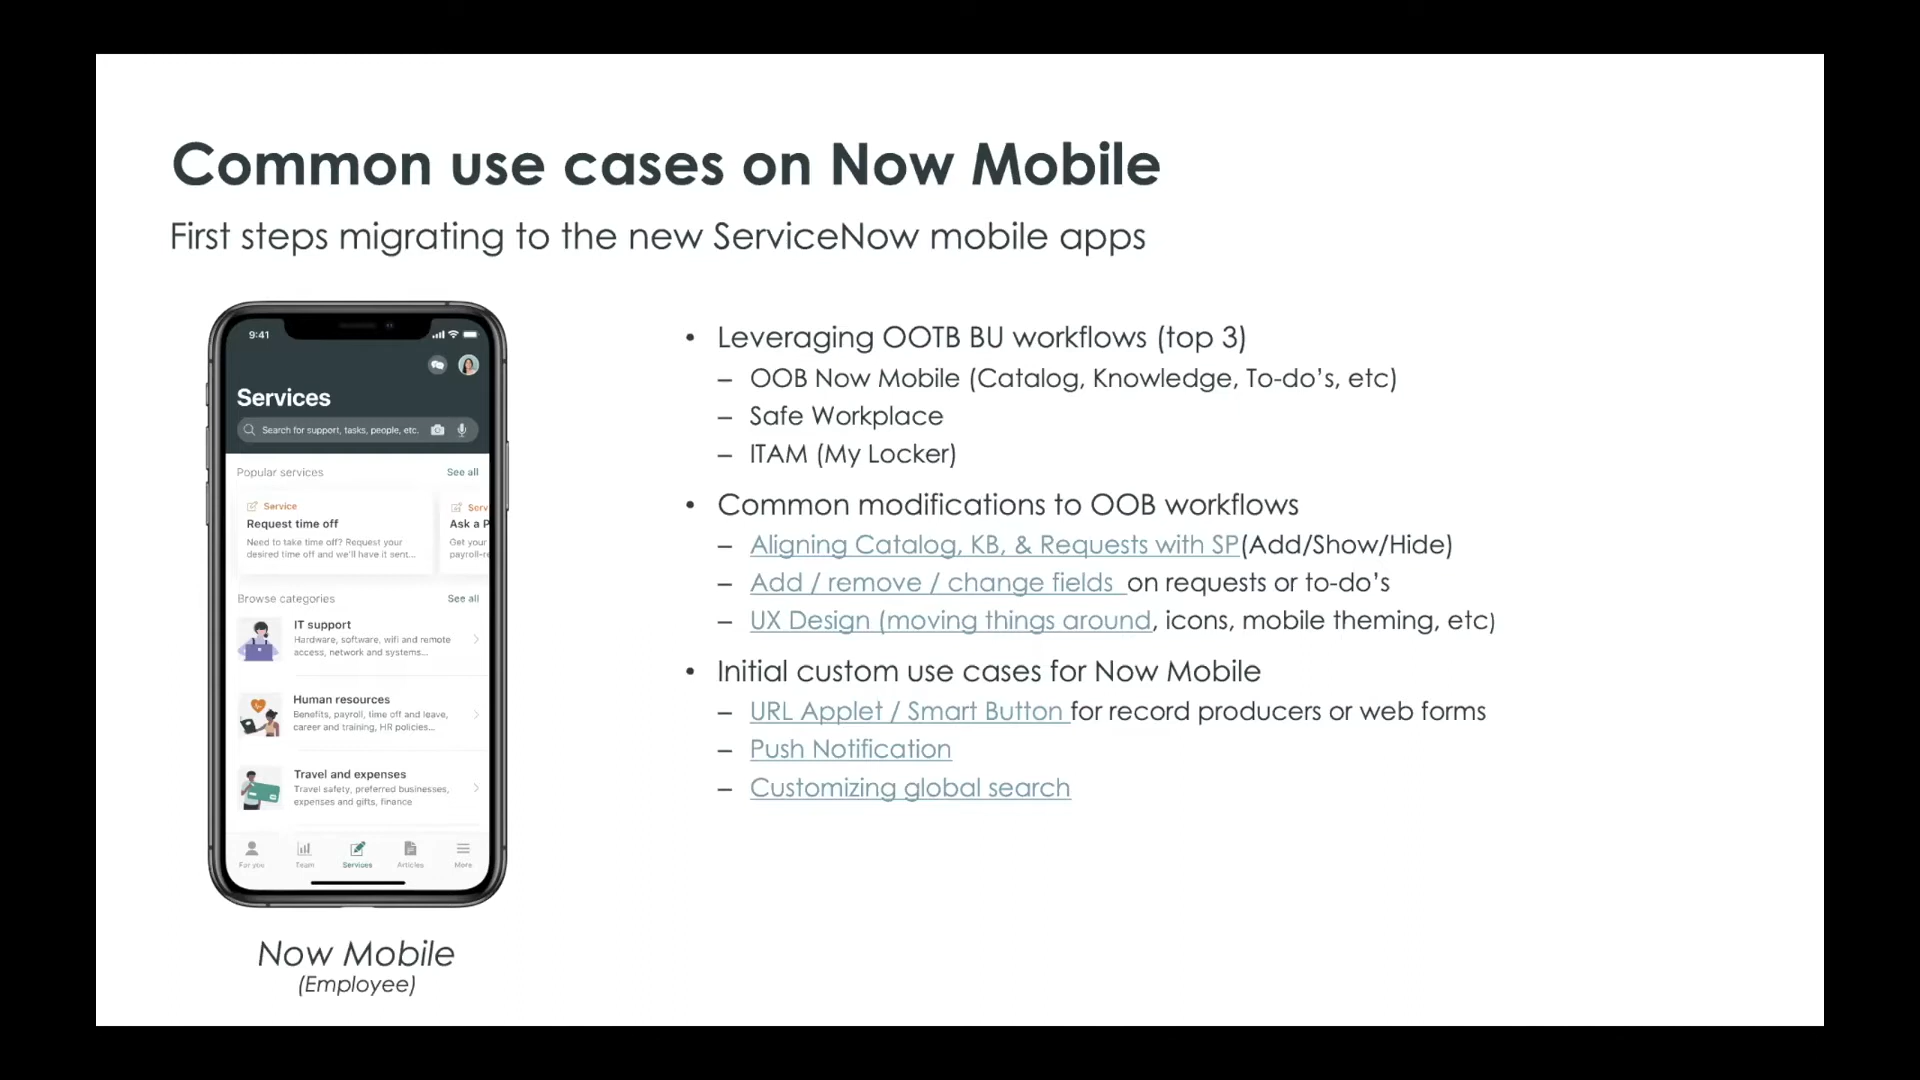 Common use cases on Now Mobile
First steps migrating to the new ServiceNow mobile apps
9:41
Services
Search for support, tasks, people, etc.
Popular services
See all
Service
Request time off
Need to take time off? Request your
desired time off and we'll have it sent...
Serv
Ask a P
Get your
payroll-re
Browse categories
See all
IT support
Hardware, software, wifi and remote
access, network and systems...
Human resources
Benefits, payroll, time off and leave,
career and training, HR policies...
Travel and expenses
Travel safety, preferred businesses,
expenses and gifts, finance
For you
Team
Services
Articles
More
Now Mobile
(Employee)
• Leveraging OOTB BU workflows (top 3)
– OOB Now Mobile (Catalog, Knowledge, To-do's, etc)
– Safe Workplace
– ITAM (My Locker)
• Common modifications to OOB workflows
– Aligning Catalog, KB, & Requests with SP(Add/Show/Hide)
– Add / remove / change fields on requests or to-do's
– UX Design (moving things around, icons, mobile theming, etc)
• Initial custom use cases for Now Mobile
– URL Applet / Smart Button for record producers or web forms
– Push Notification
– Customizing global search